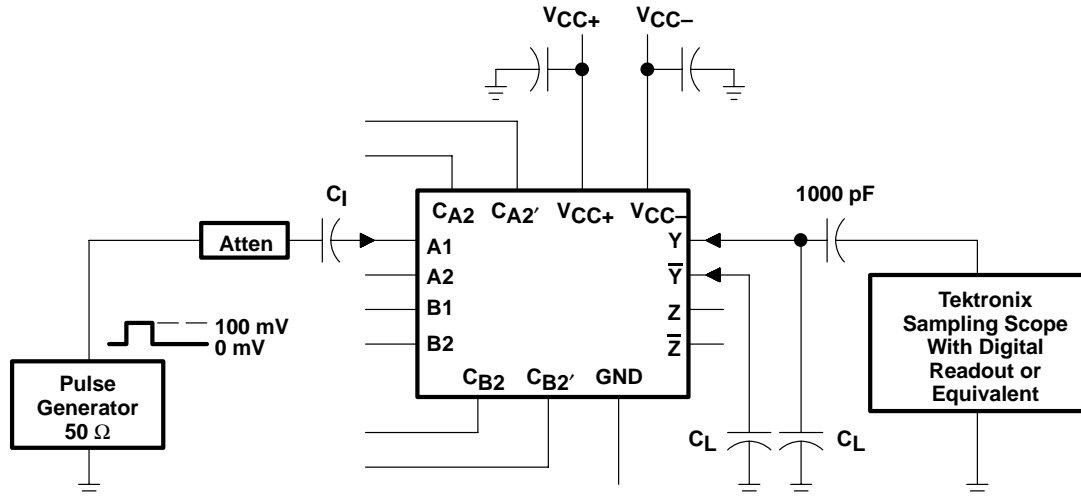 VCC+
VCC–
CI
CA2
CA2′
VCC+
VCC–
1000 pF
Atten
A1
A2
B1
B2
Y
Y̅
Z
Z̅
100 mV
0 mV
CB2
CB2′
GND
Pulse
Generator
50 Ω
CL
CL
Tektronix
Sampling Scope
With Digital
Readout or
Equivalent